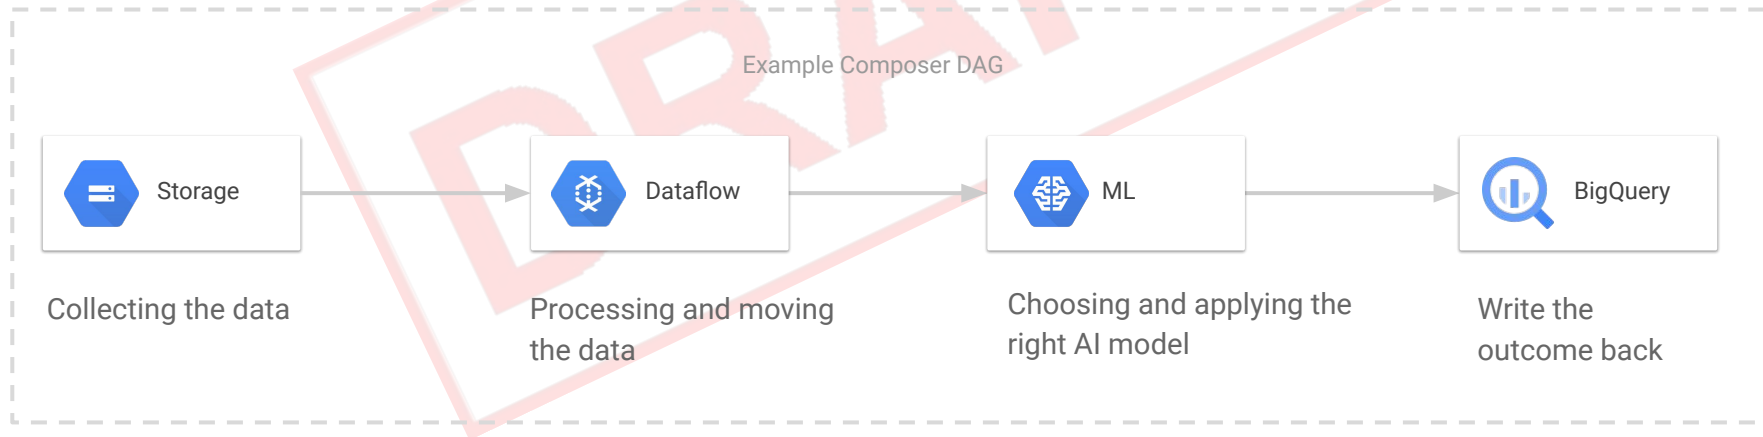 Example Composer DAG
Storage
Dataflow
ML
BigQuery
Collecting the data
Processing and moving
the data
Choosing and applying the
right AI model
Write the
outcome back